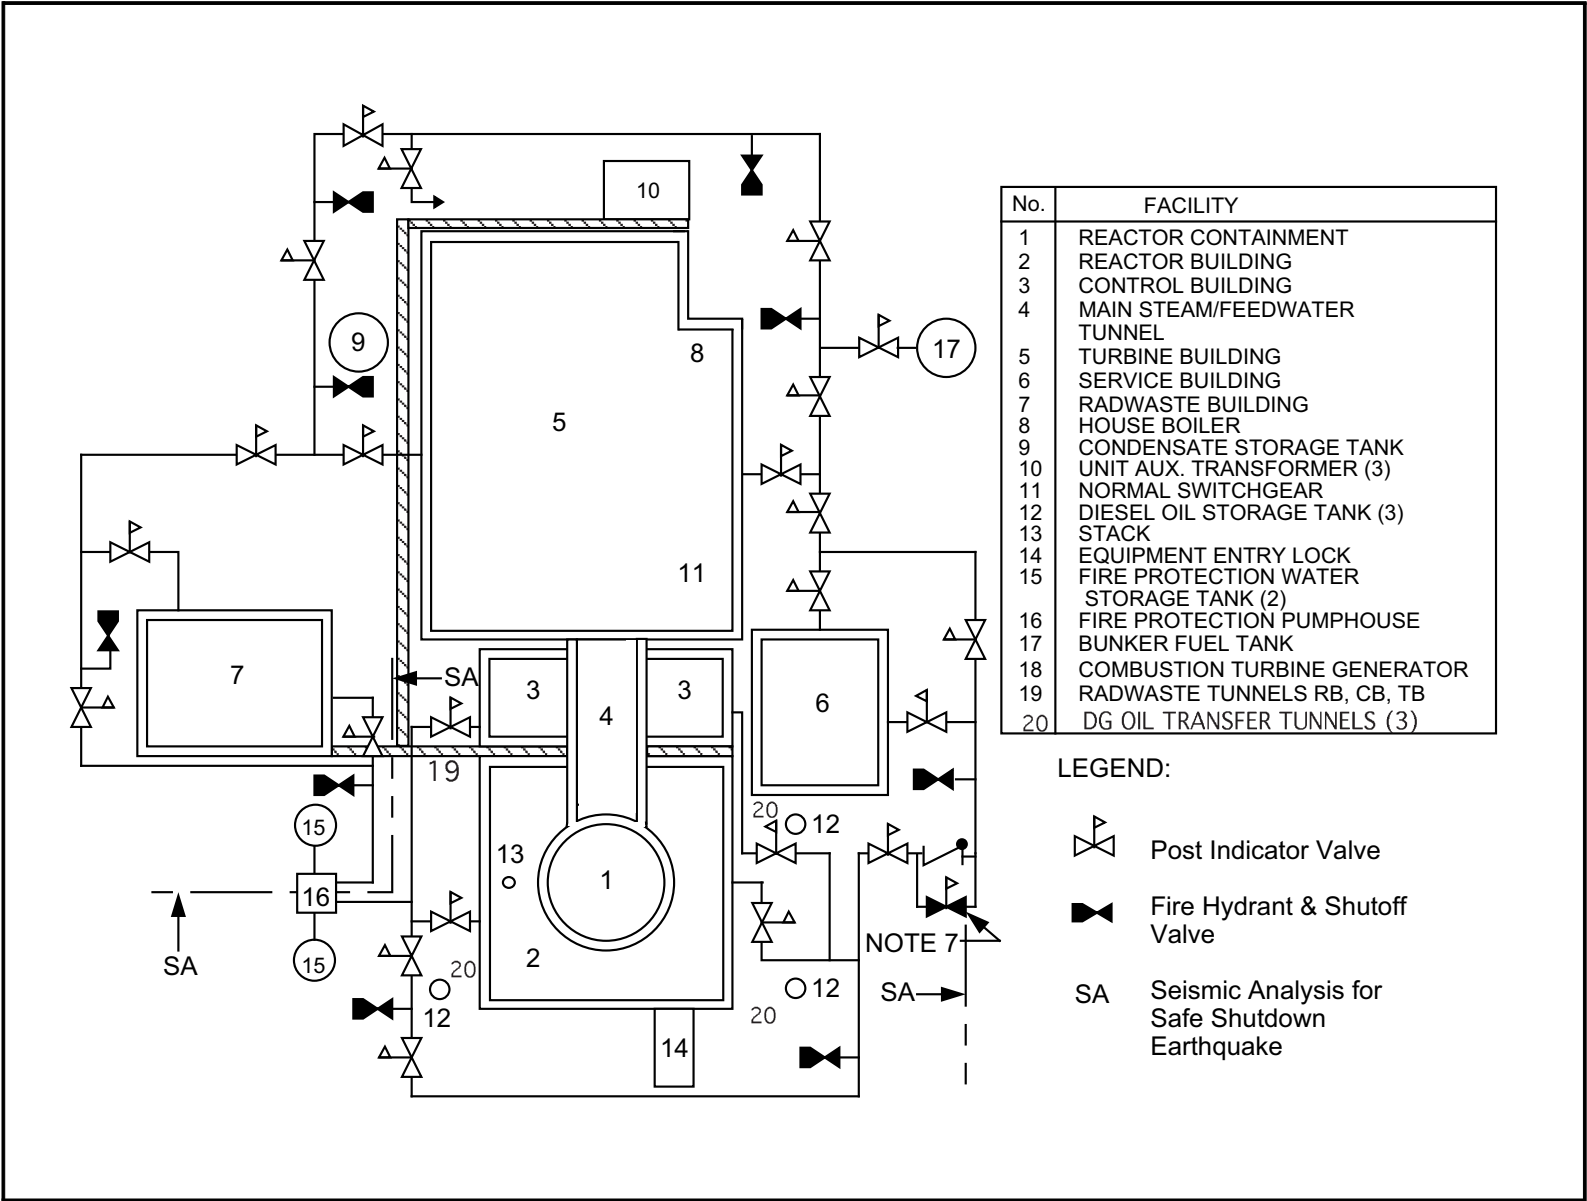 10
9
8
17
5
11
7
SA
3
3
4
6
19
20
12
15
13
1
16
NOTE 7
SA
2
20
15
12
20
12
SA
14
No. FACILITY
1 REACTOR CONTAINMENT
2 REACTOR BUILDING
3 CONTROL BUILDING
4 MAIN STEAM/FEEDWATER
TUNNEL
5 TURBINE BUILDING
6 SERVICE BUILDING
7 RADWASTE BUILDING
8 HOUSE BOILER
9 CONDENSATE STORAGE TANK
10 UNIT AUX. TRANSFORMER (3)
11 NORMAL SWITCHGEAR
12 DIESEL OIL STORAGE TANK (3)
13 STACK
14 EQUIPMENT ENTRY LOCK
15 FIRE PROTECTION WATER
STORAGE TANK (2)
16 FIRE PROTECTION PUMPHOUSE
17 BUNKER FUEL TANK
18 COMBUSTION TURBINE GENERATOR
19 RADWASTE TUNNELS RB, CB, TB
20 DG OIL TRANSFER TUNNELS (3)
LEGEND:
Post Indicator Valve
Fire Hydrant & Shutoff
Valve
SA Seismic Analysis for
Safe Shutdown
Earthquake